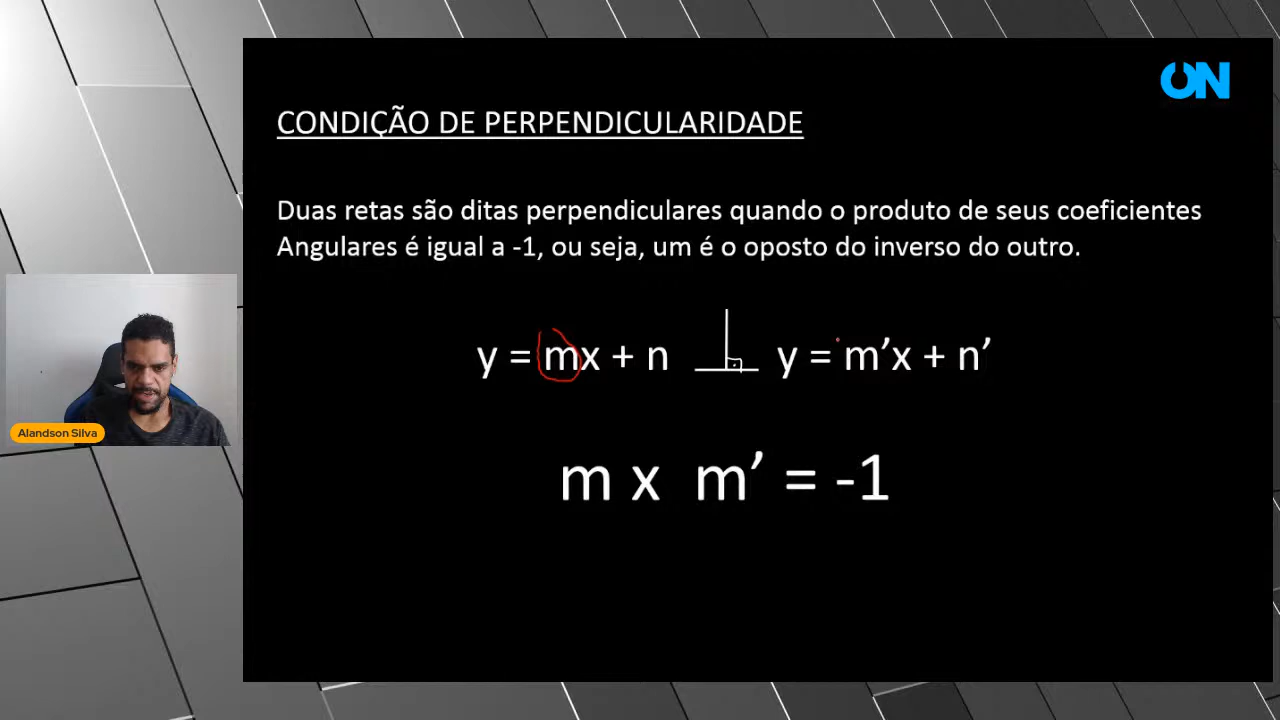 ON
CONDIÇÃO DE PERPENDICULARIDADE
Duas retas são ditas perpendiculares quando o produto de seus coeficientes
Angulares é igual a -1, ou seja, um é o oposto do inverso do outro.
y = mx + n y = m’x + n’
m x m’ = -1
Alandson Silva